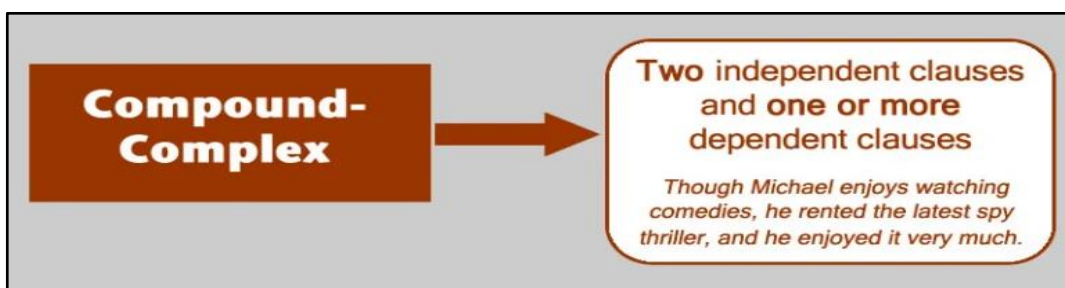 Compound-
Complex
Two independent clauses
and one or more
dependent clauses
Though Michael enjoys watching
comedies, he rented the latest spy
thriller, and he enjoyed it very much.